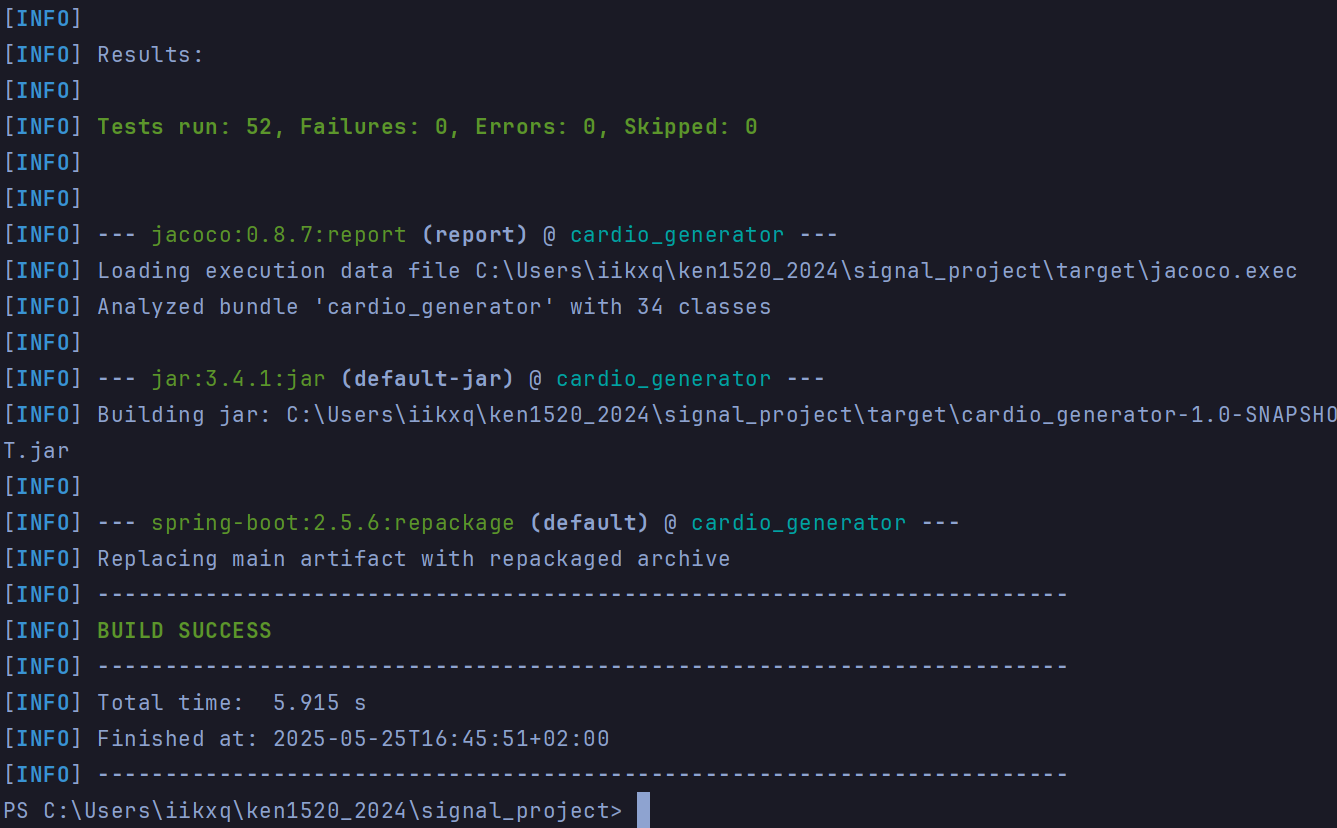 [INFO]
[INFO] Results:
[INFO]
[INFO] Tests run: 52, Failures: 0, Errors: 0, Skipped: 0
[INFO]
[INFO]
[INFO] --- jacoco:0.8.7:report (report) @ cardio_generator ---
[INFO] Loading execution data file C:\Users\iikxq\ken1520_2024\signal_project\target\jacoco.exec
[INFO] Analyzed bundle 'cardio_generator' with 34 classes
[INFO]
[INFO] --- jar:3.4.1:jar (default-jar) @ cardio_generator ---
[INFO] Building jar: C:\Users\iikxq\ken1520_2024\signal_project\target\cardio_generator-1.0-SNAPSHO
T.jar
[INFO]
[INFO] --- spring-boot:2.5.6:repackage (default) @ cardio_generator ---
[INFO] Replacing main artifact with repackaged archive
[INFO] ------------------------------------------------------------------------
[INFO] BUILD SUCCESS
[INFO] ------------------------------------------------------------------------
[INFO] Total time:  5.915 s
[INFO] Finished at: 2025-05-25T16:45:51+02:00
[INFO] ------------------------------------------------------------------------
PS C:\Users\iikxq\ken1520_2024\signal_project>